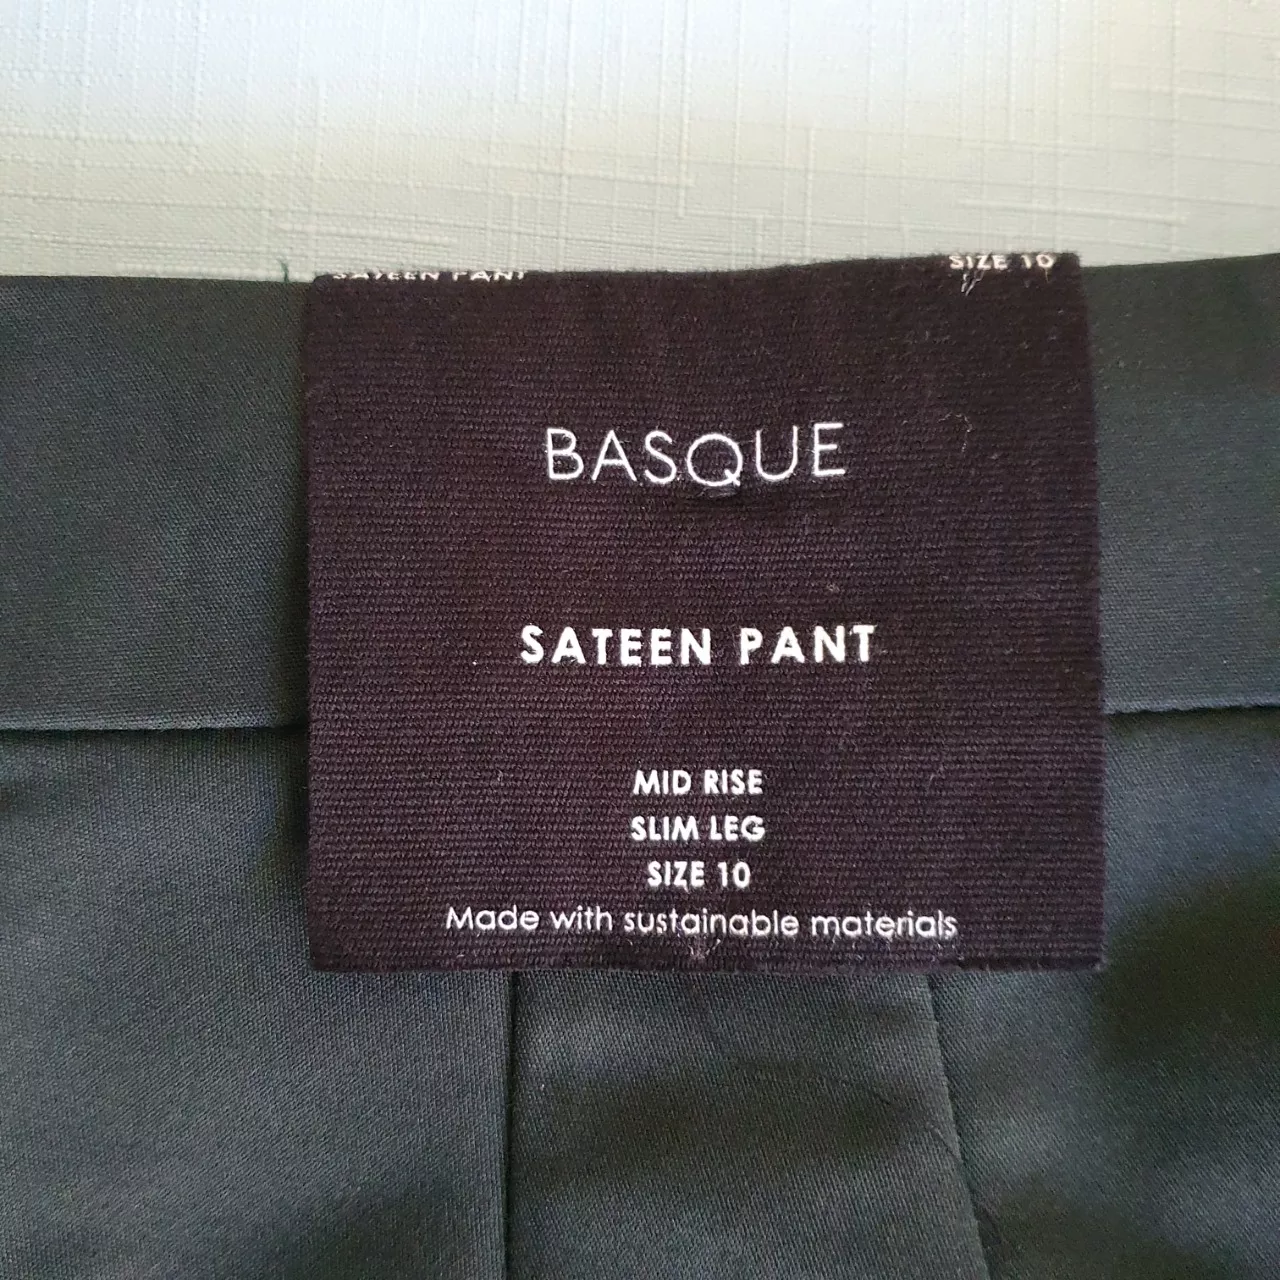 SATEEN PANT SIZE 10
BASQUE
SATEEN PANT
MID RISE
SLIM LEG
SIZE 10
Made with sustainable materials